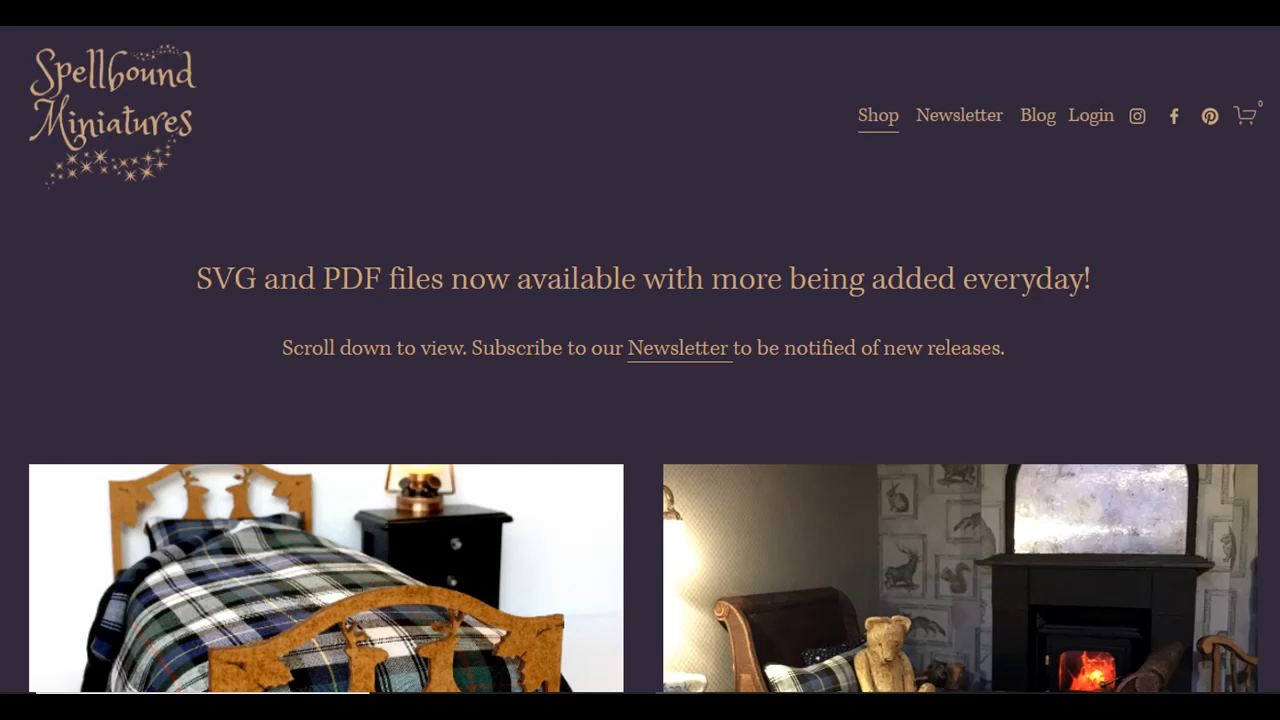 Spellbound
Miniatures
Shop Newsletter Blog Login 0
SVG and PDF files now available with more being added everyday!
Scroll down to view. Subscribe to our Newsletter to be notified of new releases.